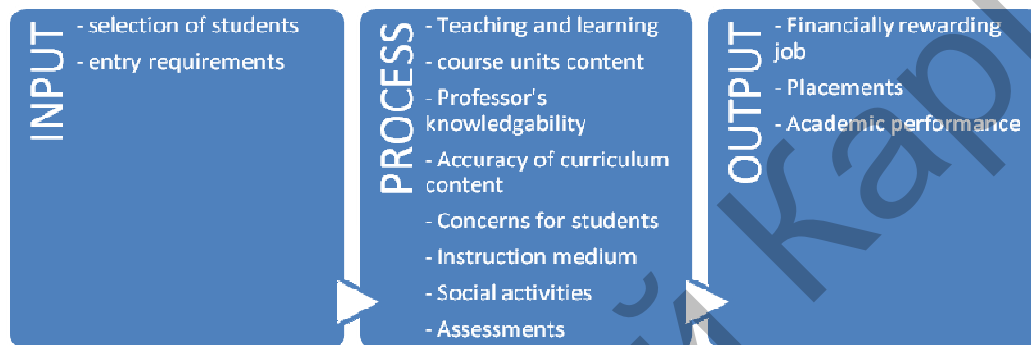 INPUT
- selection of students
- entry requirements
PROCESS
- Teaching and learning
- course units content
- Professor's
knowledgability
- Accuracy of curriculum
content
- Concerns for students
- Instruction medium
- Social activities
- Assessments
OUTPUT
- Financially rewarding
job
- Placements
- Academic performance